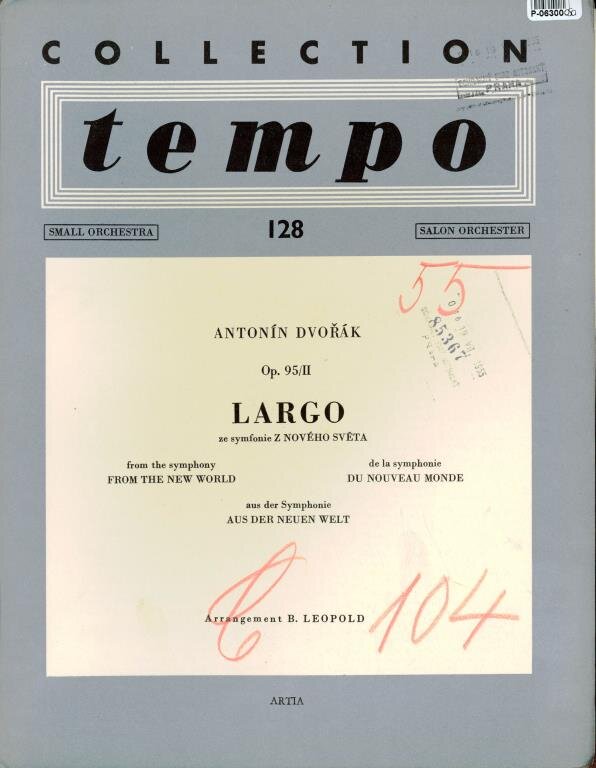 P-06300
COLLECTION
tempo
SMALL ORCHESTRA
128
SALON ORCHESTER
55
85367
PRAHA
ANTONÍN DVOŘÁK
Op. 95/II
LARGO
ze symfonie Z NOVÉHO SVĚTA
from the symphony
FROM THE NEW WORLD
de la symphonie
DU NOUVEAU MONDE
aus der Symphonie
AUS DER NEUEN WELT
Arrangement B. LEOPOLD
104
ARTIA